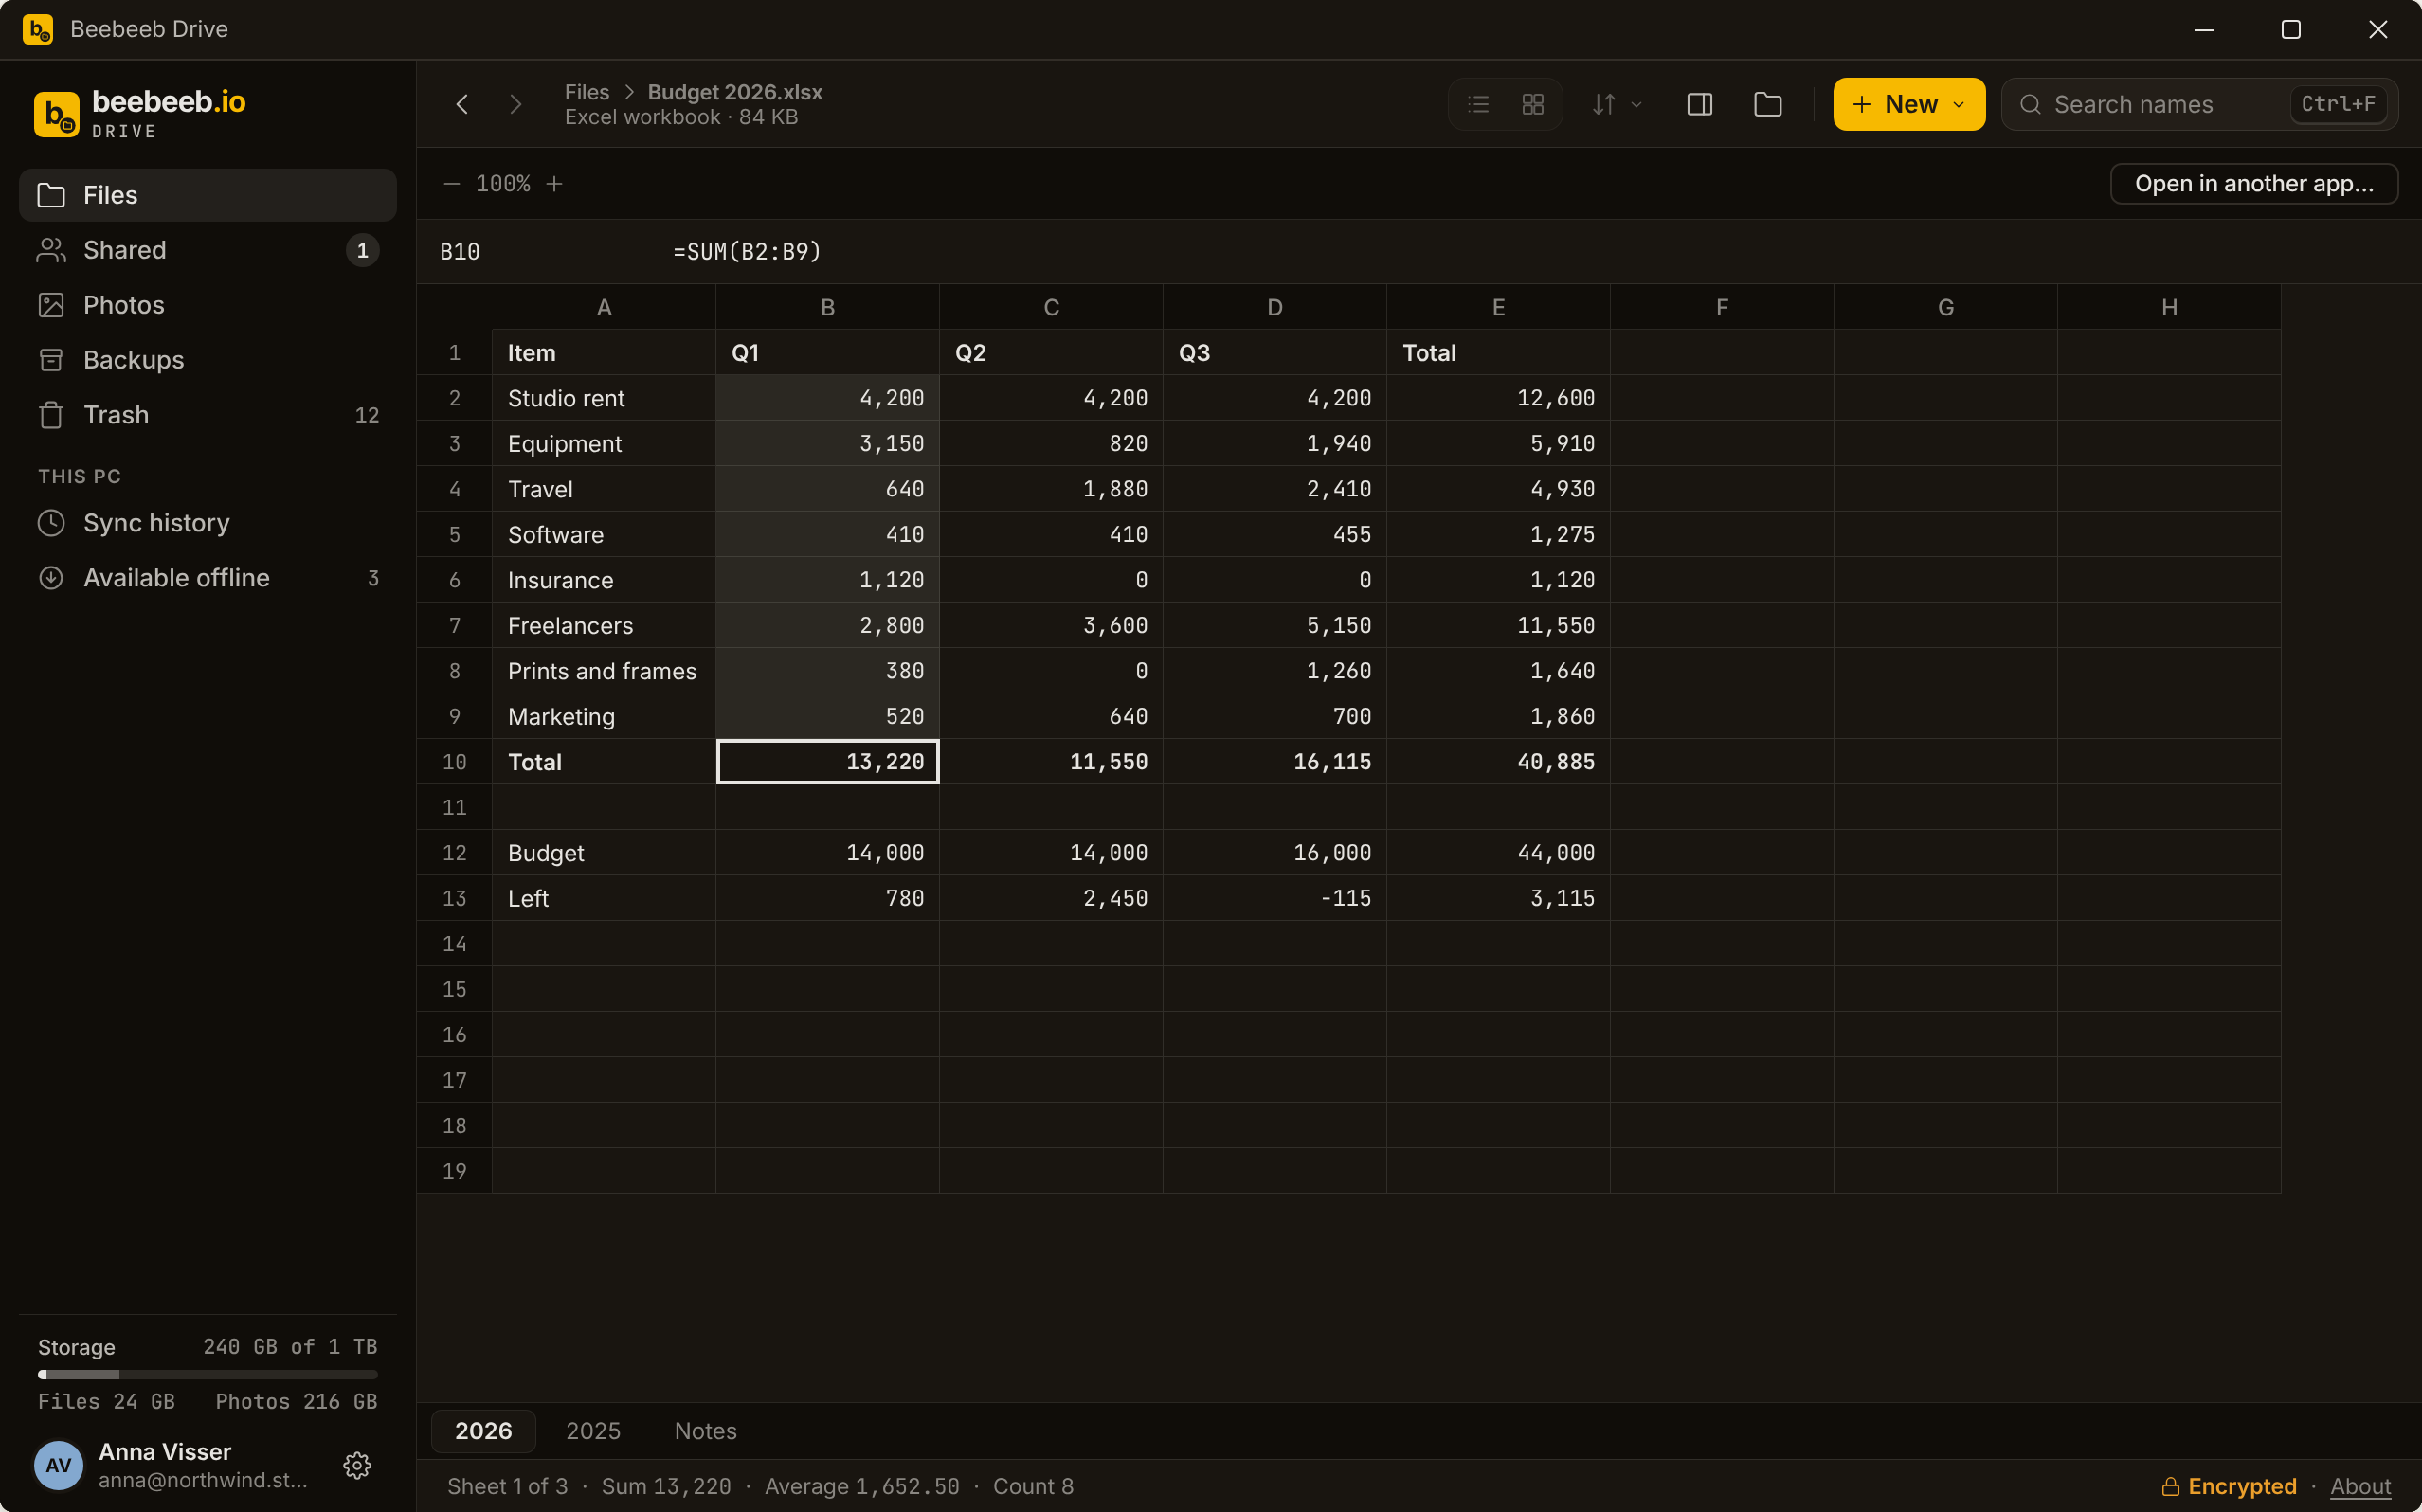 Beebeeb Drive
beebeeb.io
DRIVE
Files
Shared 1
Photos
Backups
Trash 12
THIS PC
Sync history
Available offline 3
Storage 240 GB of 1 TB
Files 24 GB Photos 216 GB
AV
Anna Visser
anna@northwind.st...
Files > Budget 2026.xlsx
Excel workbook · 84 KB
+ New
Search names Ctrl+F
− 100% +
Open in another app...
B10 =SUM(B2:B9)
A B C D E F G H
1 Item Q1 Q2 Q3 Total
2 Studio rent 4,200 4,200 4,200 12,600
3 Equipment 3,150 820 1,940 5,910
4 Travel 640 1,880 2,410 4,930
5 Software 410 410 455 1,275
6 Insurance 1,120 0 0 1,120
7 Freelancers 2,800 3,600 5,150 11,550
8 Prints and frames 380 0 1,260 1,640
9 Marketing 520 640 700 1,860
10 Total 13,220 11,550 16,115 40,885
11
12 Budget 14,000 14,000 16,000 44,000
13 Left 780 2,450 -115 3,115
14
15
16
17
18
19
2026 2025 Notes
Sheet 1 of 3 · Sum 13,220 · Average 1,652.50 · Count 8
Encrypted · About